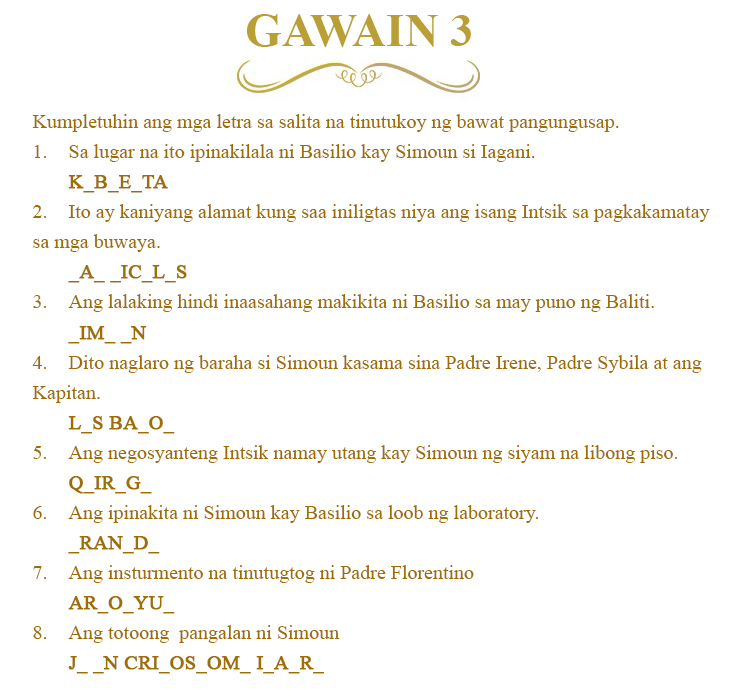 GAWAIN 3
Kumpletuhin ang mga letra sa salita na tinutukoy ng bawat pangungusap.
1. Sa lugar na ito ipinakilala ni Basilio kay Simoun si Iagani.
K_B_E_TA
2. Ito ay kaniyang alamat kung saa iniligtas niya ang isang Intsik sa pagkakamatay
sa mga buwaya.
_A_ _IC_L_S
3. Ang lalaking hindi inaasahang makikita ni Basilio sa may puno ng Baliti.
_IM_ _N
4. Dito naglaro ng baraha si Simoun kasama sina Padre Irene, Padre Sybila at ang
Kapitan.
L_S BA_O_
5. Ang negosyanteng Intsik namay utang kay Simoun ng siyam na libong piso.
Q_IR_G_
6. Ang ipinakita ni Simoun kay Basilio sa loob ng laboratory.
_RAN_D_
7. Ang insturmento na tinutugtog ni Padre Florentino
AR_O_YU_
8. Ang totoong pangalan ni Simoun
J_ _N CRI_OS_OM_ I_A_R_